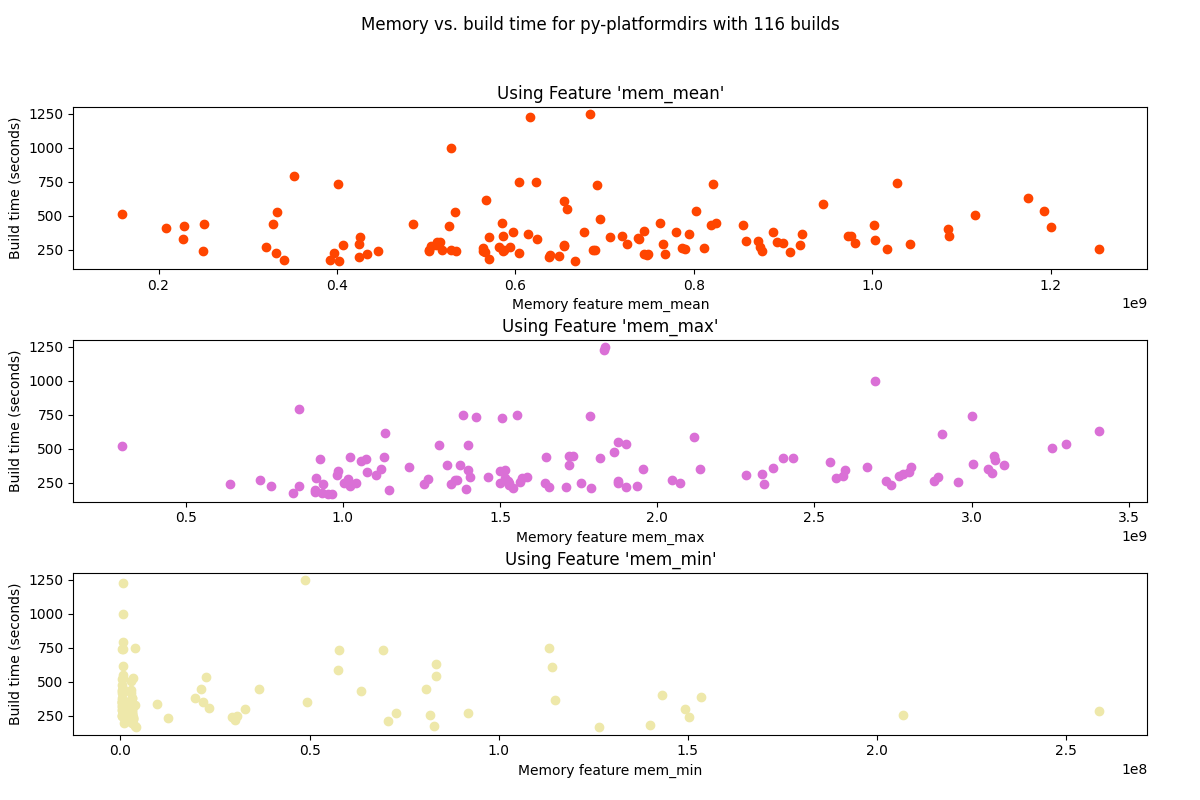 Memory vs. build time for py-platformdirs with 116 builds
Using Feature 'mem_mean'
Build time (seconds)
1250
1000
750
500
250
0.2 0.4 0.6 0.8 1.0 1.2
1e9
Memory feature mem_mean
Using Feature 'mem_max'
Build time (seconds)
1250
1000
750
500
250
0.5 1.0 1.5 2.0 2.5 3.0 3.5
1e9
Memory feature mem_max
Using Feature 'mem_min'
Build time (seconds)
1250
1000
750
500
250
0.0 0.5 1.0 1.5 2.0 2.5
1e8
Memory feature mem_min